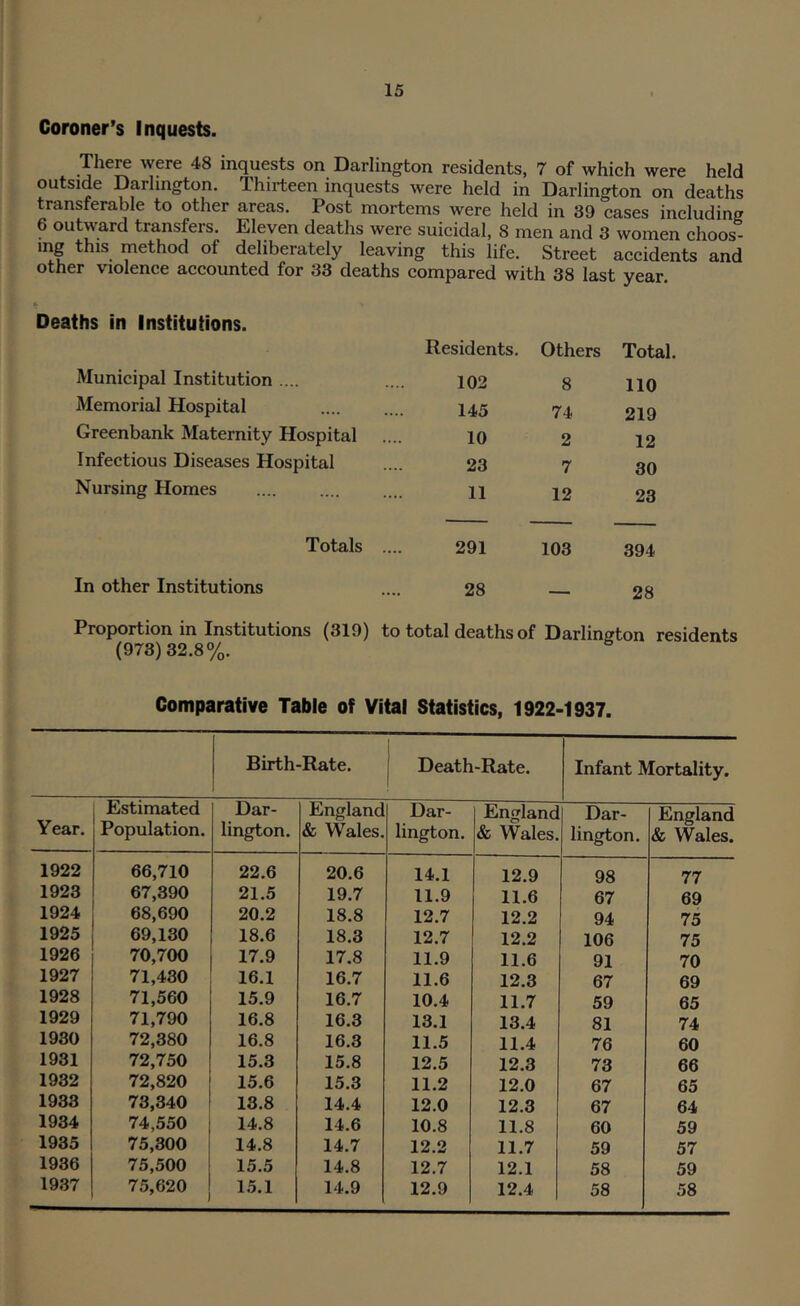 15
Coroner's Inquests.
There were 48 inquests on Darlington residents, 7 of which were held
outside Darlington. Thirteen inquests were held in Darlington on deaths
transferable to other areas. Post mortems were held in 39 cases including
6 outward transfers. Eleven deaths were suicidal, 8 men and 3 women choos-
ing this method of deliberately leaving this life. Street accidents and
other violence accounted for 33 deaths compared with 38 last year.
Deaths in Institutions.
Residents. Others Total.
Municipal Institution .... .... 102 8 110
Memorial Hospital .... .... 145 74 219
Greenbank Maternity Hospital .... 10 2 12
Infectious Diseases Hospital .... 23 7 30
Nursing Homes .... .... .... 11 12 23
Totals .... 291 103 394
In other Institutions .... 28 — 28
Proportion in Institutions (319) to total deaths of Darlington residents
(973) 32.8%.
Comparative Table of Vital Statistics, 1922-1937.
Birth-Rate. Death-Rate. Infant Mortality.
Year. Estimated Population. Dar-lington. England & Wales. Dar-lington. England & Wales. Dar-lington. England & Wales.
1922 66,710 22.6 20.6 14.1 12.9 98 77
1923 67,390 21.5 19.7 11.9 11.6 67 69
1924 68,690 20.2 18.8 12.7 12.2 94 75
1925 69,130 18.6 18.3 12.7 12.2 106 75
1926 70,700 17.9 17.8 11.9 11.6 91 70
1927 71,430 16.1 16.7 11.6 12.3 67 69
1928 71,560 15.9 16.7 10.4 11.7 59 65
1929 71,790 16.8 16.3 13.1 13.4 81 74
1930 72,380 16.8 16.3 11.5 11.4 76 60
1931 72,750 15.3 15.8 12.5 12.3 73 66
1932 72,820 15.6 15.3 11.2 12.0 67 65
1933 73,340 13.8 14.4 12.0 12.3 67 64
1934 74,550 14.8 14.6 10.8 11.8 60 59
1935 75,300 14.8 14.7 12.2 11.7 59 57
1936 75,500 15.5 14.8 12.7 12.1 58 59
1937 75,620 15.1 14.9 12.9 12.4 58 58